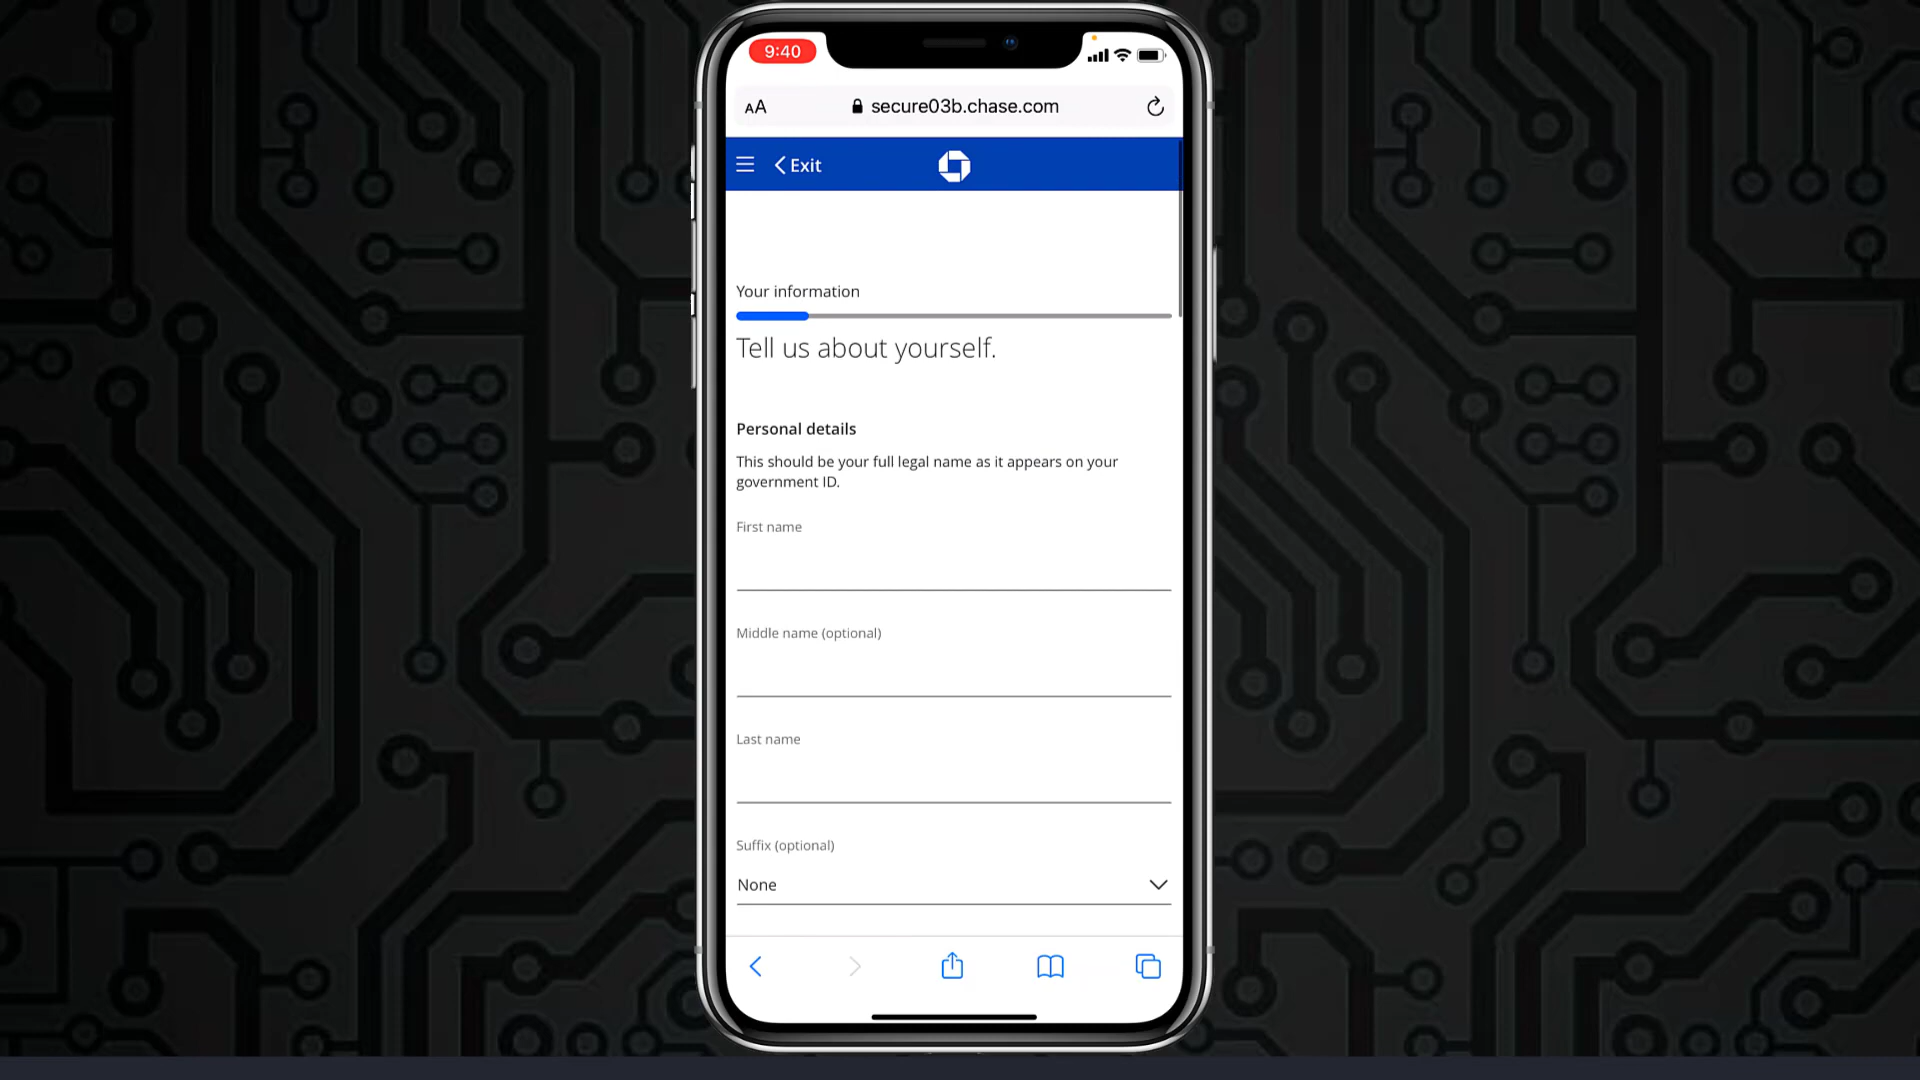 9:40
AA
secure03b.chase.com
Exit
Your information
Tell us about yourself.
Personal details
This should be your full legal name as it appears on your
government ID.
First name
Middle name (optional)
Last name
Suffix (optional)
None